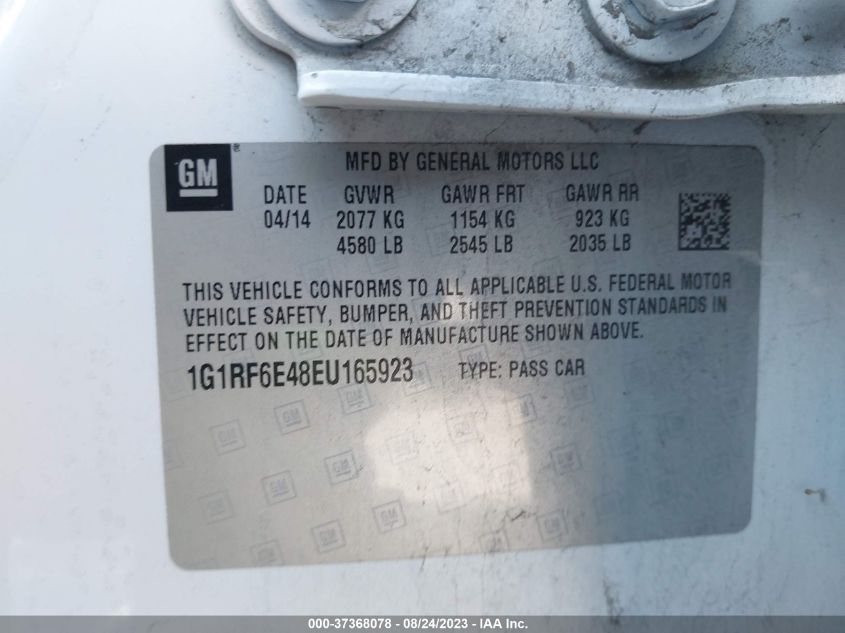 GM
MFD BY GENERAL MOTORS LLC
DATE GVWR GAWR FRT GAWR RR
04/14 2077 KG 1154 KG 923 KG
4580 LB 2545 LB 2035 LB
THIS VEHICLE CONFORMS TO ALL APPLICABLE U.S. FEDERAL MOTOR
VEHICLE SAFETY, BUMPER, AND THEFT PREVENTION STANDARDS IN
EFFECT ON THE DATE OF MANUFACTURE SHOWN ABOVE.
1G1RF6E48EU165923 TYPE: PASS CAR
000-37368078 - 08/24/2023 - IAA Inc.